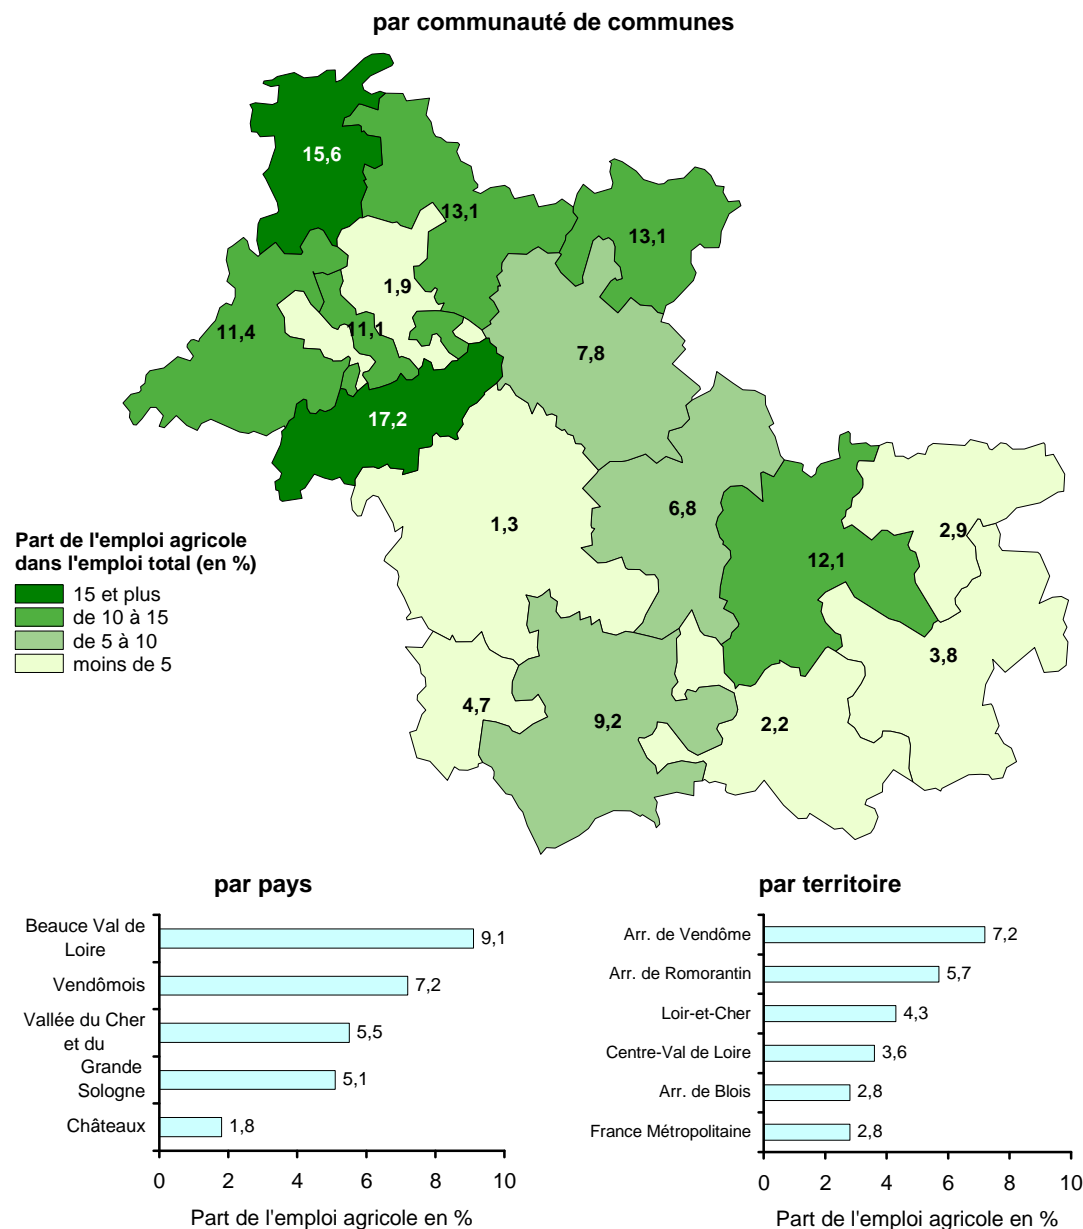 par communauté de communes
15,6
13,1
13,1
1,9
11,4
11,1
7,8
17,2
6,8
1,3
2,9
12,1
3,8
4,7
9,2
2,2
Part de l'emploi agricole
dans l'emploi total (en %)
15 et plus
de 10 à 15
de 5 à 10
moins de 5
par pays
Beauce Val de
Loire
9,1
Vendômois
7,2
Vallée du Cher
et du
5,5
Grande
Sologne
5,1
Châteaux
1,8
0 2 4 6 8 10
Part de l'emploi agricole en %
par territoire
Arr. de Vendôme
7,2
Arr. de Romorantin
5,7
Loir-et-Cher
4,3
Centre-Val de Loire
3,6
Arr. de Blois
2,8
France Métropolitaine
2,8
0 2 4 6 8 10
Part de l'emploi agricole en %